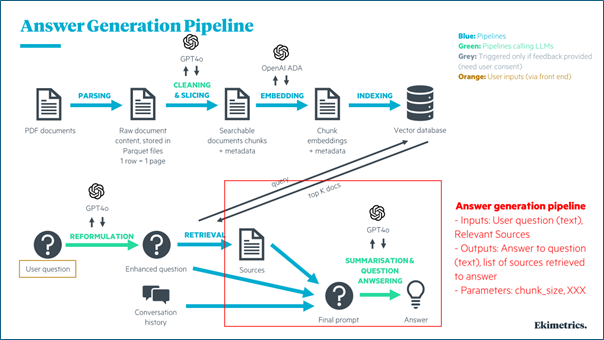 Answer Generation Pipeline
Blue: Pipelines
Green: Pipelines calling LLMs
Grey: Triggered only if feedback provided
(need user consent)
Orange: User inputs (via front end)
GPT4o
OpenAI ADA
PARSING
CLEANING
& SLICING
EMBEDDING
INDEXING
PDF documents
Raw document
content, stored in
Parquet files
1 row = 1 page
Searchable
documents chunks
+ metadata
Chunk
embeddings
+ metadata
Vector database
query
top K docs
GPT4o
REFORMULATION
RETRIEVAL
User question
Enhanced question
Sources
GPT4o
SUMMARISATION &
QUESTION
ANWSERING
Conversation
history
Final prompt
Answer
Answer generation pipeline
- Inputs: User question (text),
Relevant Sources
- Outputs: Answer to question
(text), list of sources retrieved
to answer
- Parameters: chunk_size, XXX
Ekimetrics.